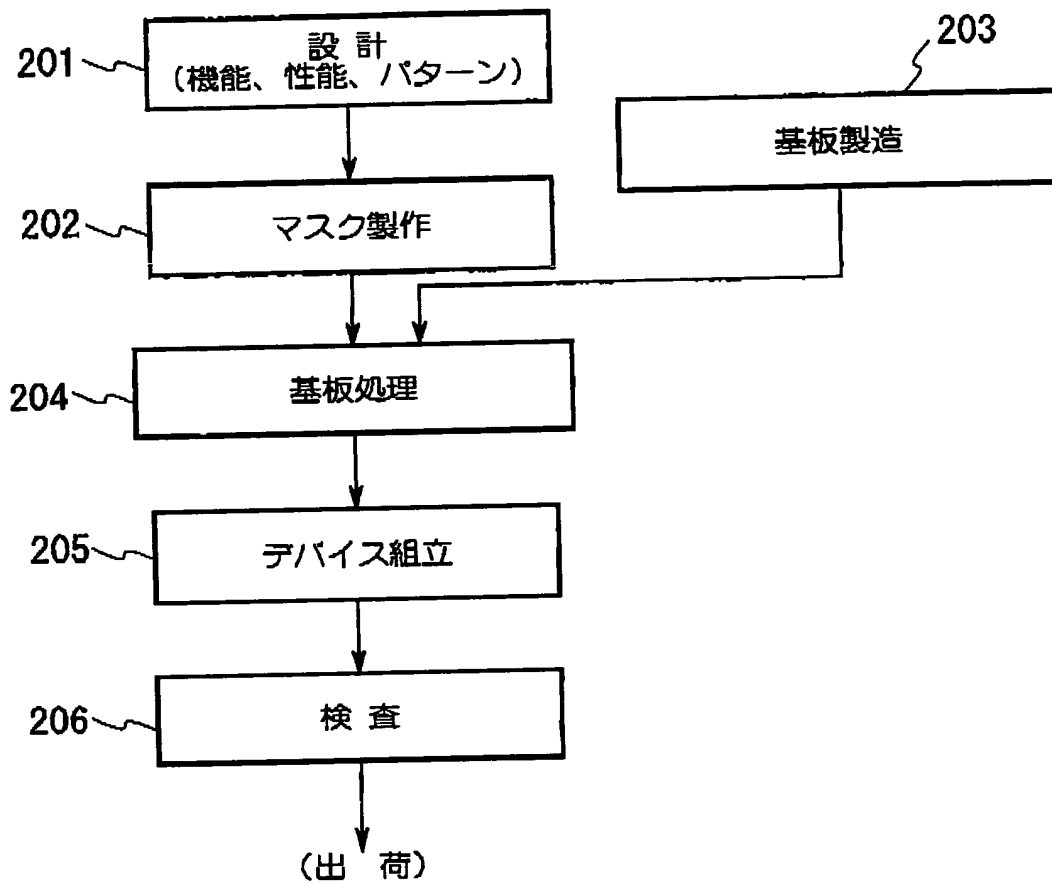 201
設 計
(機能、性能、パターン)
203
基板製造
202
マスク製作
204
基板処理
205
デバイス組立
206
検 査
(出 荷)